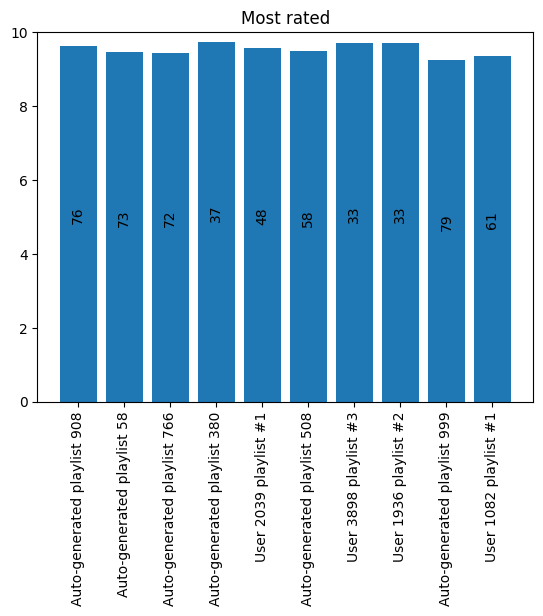 Most rated
10
8
6
4
2
0
76
73
72
37
48
58
33
33
79
61
Auto-generated playlist 908
Auto-generated playlist 58
Auto-generated playlist 766
Auto-generated playlist 380
User 2039 playlist #1
Auto-generated playlist 508
User 3898 playlist #3
User 1936 playlist #2
Auto-generated playlist 999
User 1082 playlist #1